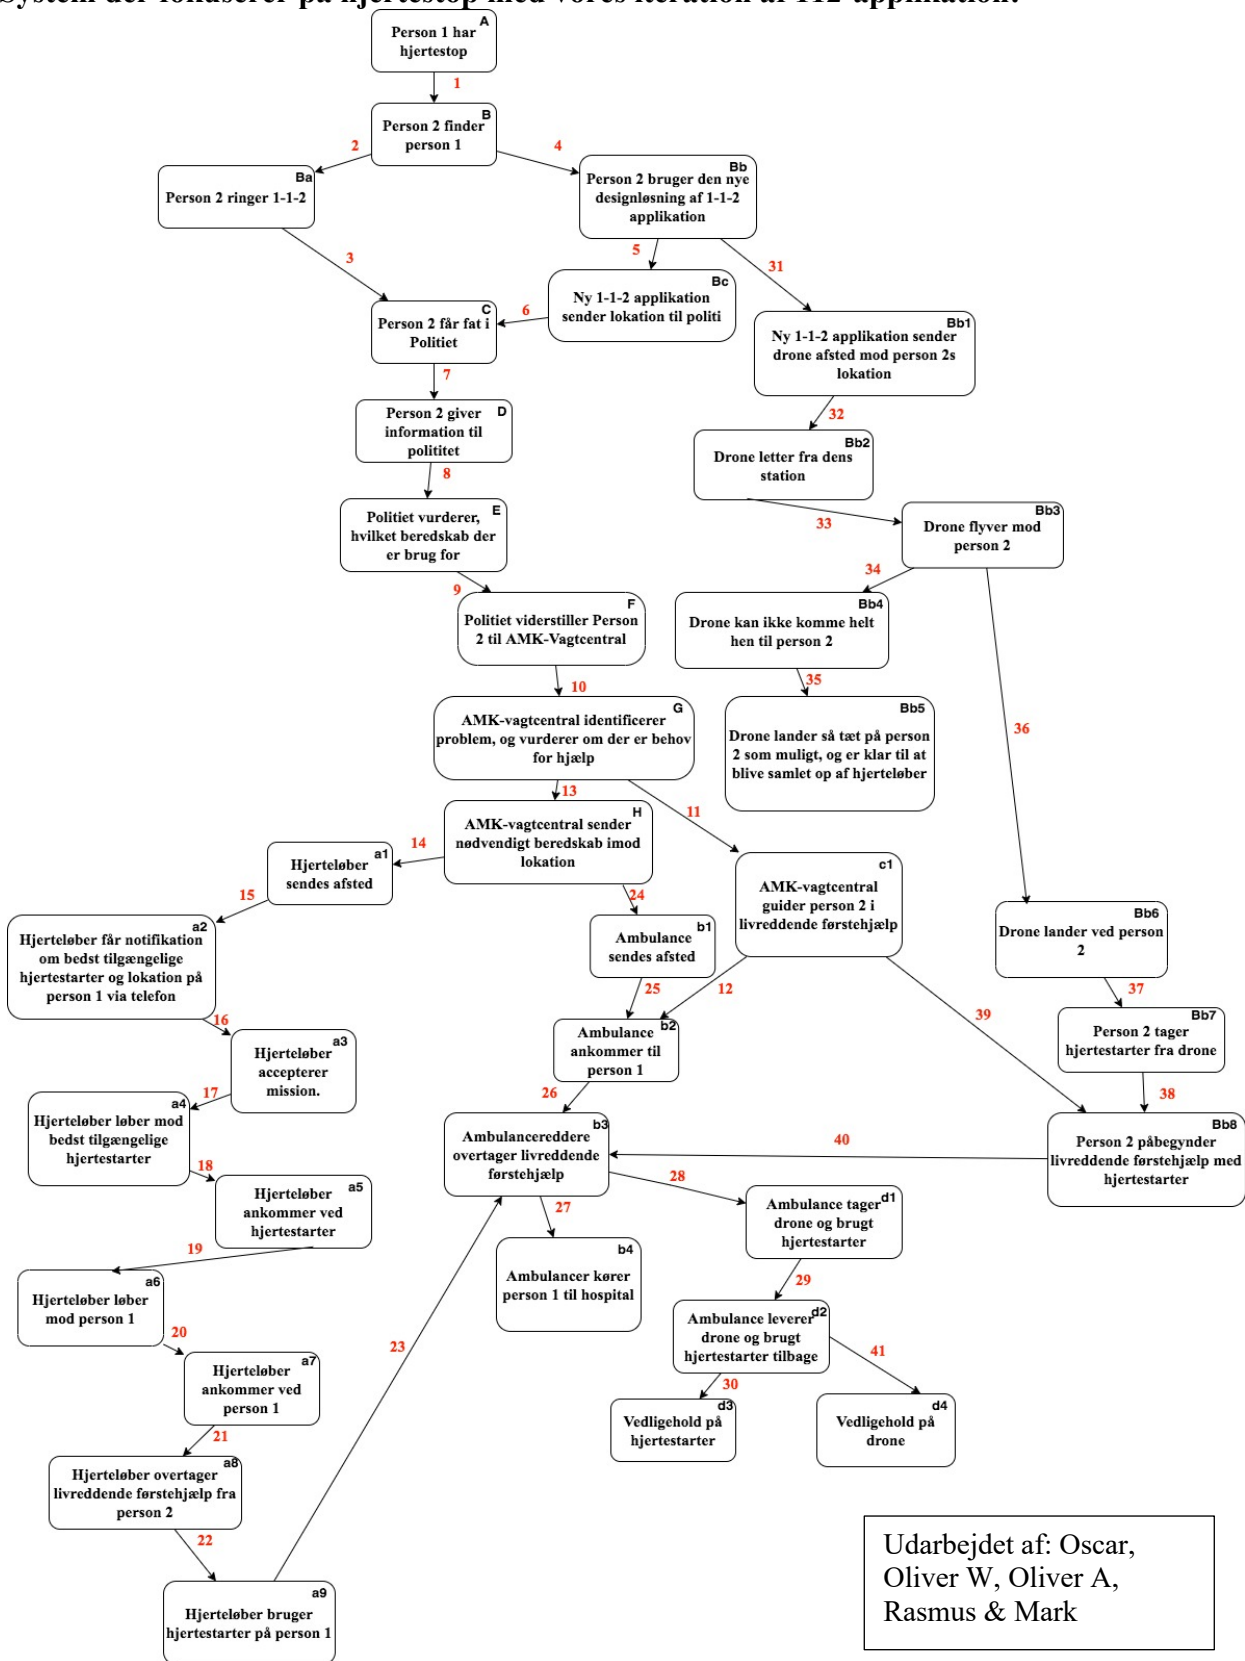 System der fokuserer på hjertestop med vores iteration af 112 applikation:
A
Person 1 har
hjertestop
1
B
Person 2 finder
person 1
2
4
Ba
Person 2 ringer 1-1-2
Bb
Person 2 bruger den nye
designløsning af 1-1-2
applikation
3
5
31
Bc
Ny 1-1-2 applikation
sender lokation til politi
6
C
Person 2 får fat i
Politiet
Bb1
Ny 1-1-2 applikation sender
drone afsted mod person 2s
lokation
7
32
D
Person 2 giver
information til
polititet
Bb2
Drone letter fra dens
station
8
33
E
Politiet vurderer,
hvilket beredskab der
er brug for
Bb3
Drone flyver mod
person 2
9
34
F
Politiet viderstiller Person
2 til AMK-Vagtcentral
Bb4
Drone kan ikke komme helt
hen til person 2
10
35
G
AMK-vagtcentral identificerer
problem, og vurderer om der er behov
for hjælp
Bb5
Drone lander så tæt på person
2 som muligt, og er klar til at
blive samlet op af hjerteløber
36
13
11
H
AMK-vagtcentral sender
nødvendigt beredskab imod
lokation
14
a1
Hjerteløber
sendes afsted
c1
AMK-vagtcentral
guider person 2 i
livreddende førstehjælp
15
24
a2
Hjerteløber får notifikation
om bedst tilgængelige
hjertestarter og lokation på
person 1 via telefon
b1
Ambulance
sendes afsted
Bb6
Drone lander ved person
2
25
12
37
39
16
a3
Hjerteløber
accepterer
mission.
b2
Ambulance
ankommer til
person 1
Bb7
Person 2 tager
hjertestarter fra drone
17
26
38
a4
Hjerteløber løber mod
bedst tilgængelige
hjertestarter
b3
Ambulancereddere
overtager livreddende
førstehjælp
40
Bb8
Person 2 påbegynder
livreddende førstehjælp med
hjertestarter
18
28
a5
Hjerteløber
ankommer ved
hjertestarter
27
d1
Ambulance tager
drone og brugt
hjertestarter
19
b4
Ambulancer kører
person 1 til hospital
29
a6
Hjerteløber løber
mod person 1
d2
Ambulance leverer
drone og brugt
hjertestarter tilbage
20
23
41
a7
Hjerteløber
ankommer ved
person 1
30
d3
Vedligehold på
hjertestarter
d4
Vedligehold på
drone
21
a8
Hjerteløber overtager
livreddende førstehjælp fra
person 2
22
a9
Hjerteløber bruger
hjertestarter på person 1
Udarbejdet af: Oscar,
Oliver W, Oliver A,
Rasmus & Mark